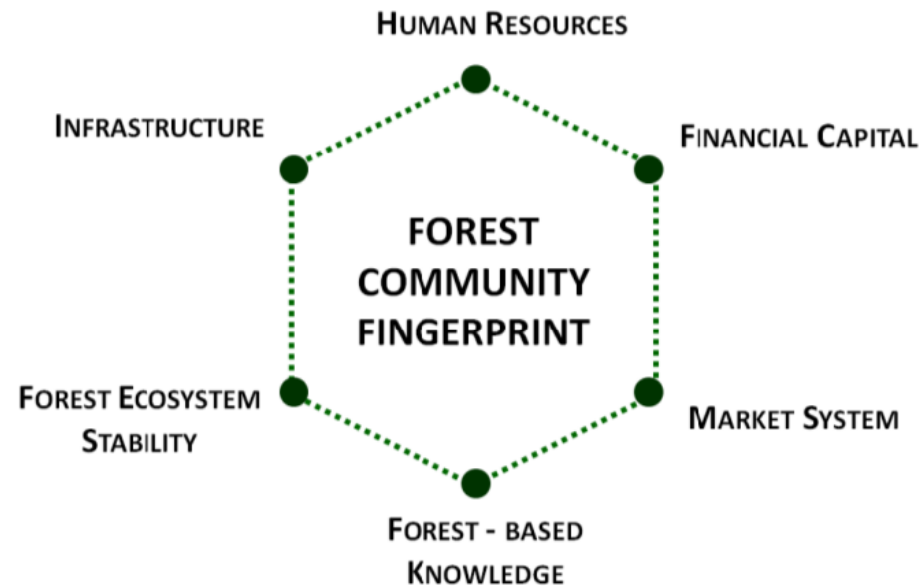 HUMAN RESOURCES
INFRASTRUCTURE
FINANCIAL CAPITAL
FOREST
COMMUNITY
FINGERPRINT
FOREST ECOSYSTEM
STABILITY
MARKET SYSTEM
FOREST - BASED
KNOWLEDGE